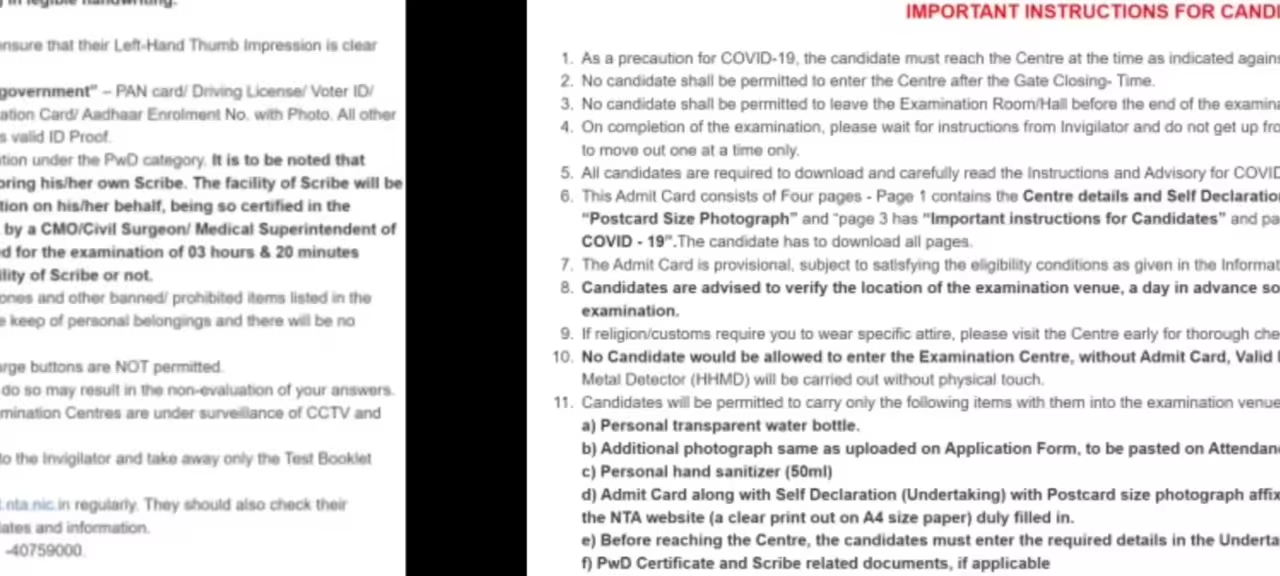 in legible handwriting.
ensure that their Left-Hand Thumb Impression is clear
government" – PAN card/ Driving License/ Voter ID/
ation Card/ Aadhaar Enrolment No. with Photo. All other
s valid ID Proof.
tion under the PwD category. It is to be noted that
bring his/her own Scribe. The facility of Scribe will be
tion on his/her behalf, being so certified in the
by a CMO/Civil Surgeon/ Medical Superintendent of
ed for the examination of 03 hours & 20 minutes
ility of Scribe or not.
ones and other banned/ prohibited items listed in the
e keep of personal belongings and there will be no
arge buttons are NOT permitted.
do so may result in the non-evaluation of your answers.
mination Centres are under surveillance of CCTV and
to the Invigilator and take away only the Test Booklet
t.nta.nic.in regularly. They should also check their
dates and information.
-40759000.
IMPORTANT INSTRUCTIONS FOR CANDI
1. As a precaution for COVID-19, the candidate must reach the Centre at the time as indicated agains
2. No candidate shall be permitted to enter the Centre after the Gate Closing- Time.
3. No candidate shall be permitted to leave the Examination Room/Hall before the end of the examina
4. On completion of the examination, please wait for instructions from Invigilator and do not get up fro
to move out one at a time only.
5. All candidates are required to download and carefully read the Instructions and Advisory for COVID
6. This Admit Card consists of Four pages - Page 1 contains the Centre details and Self Declaratio
"Postcard Size Photograph" and "page 3 has "Important instructions for Candidates" and pa
COVID - 19".The candidate has to download all pages.
7. The Admit Card is provisional, subject to satisfying the eligibility conditions as given in the Informat
8. Candidates are advised to verify the location of the examination venue, a day in advance so
examination.
9. If religion/customs require you to wear specific attire, please visit the Centre early for thorough che
10. No Candidate would be allowed to enter the Examination Centre, without Admit Card, Valid I
Metal Detector (HHMD) will be carried out without physical touch.
11. Candidates will be permitted to carry only the following items with them into the examination venue
a) Personal transparent water bottle.
b) Additional photograph same as uploaded on Application Form, to be pasted on Attendanc
c) Personal hand sanitizer (50ml)
d) Admit Card along with Self Declaration (Undertaking) with Postcard size photograph affix
the NTA website (a clear print out on A4 size paper) duly filled in.
e) Before reaching the Centre, the candidates must enter the required details in the Underta
f) PwD Certificate and Scribe related documents, if applicable